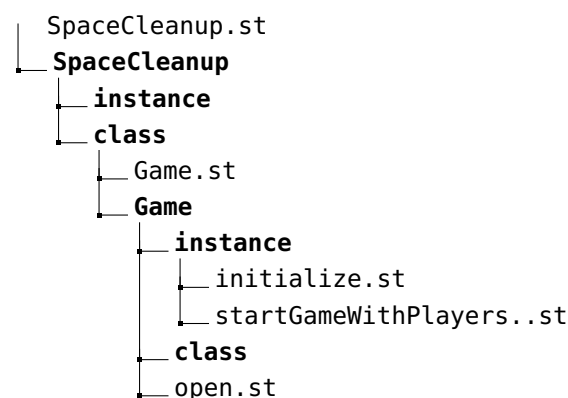 SpaceCleanup.st
SpaceCleanup
instance
class
Game.st
Game
instance
initialize.st
startGameWithPlayers..st
class
open.st